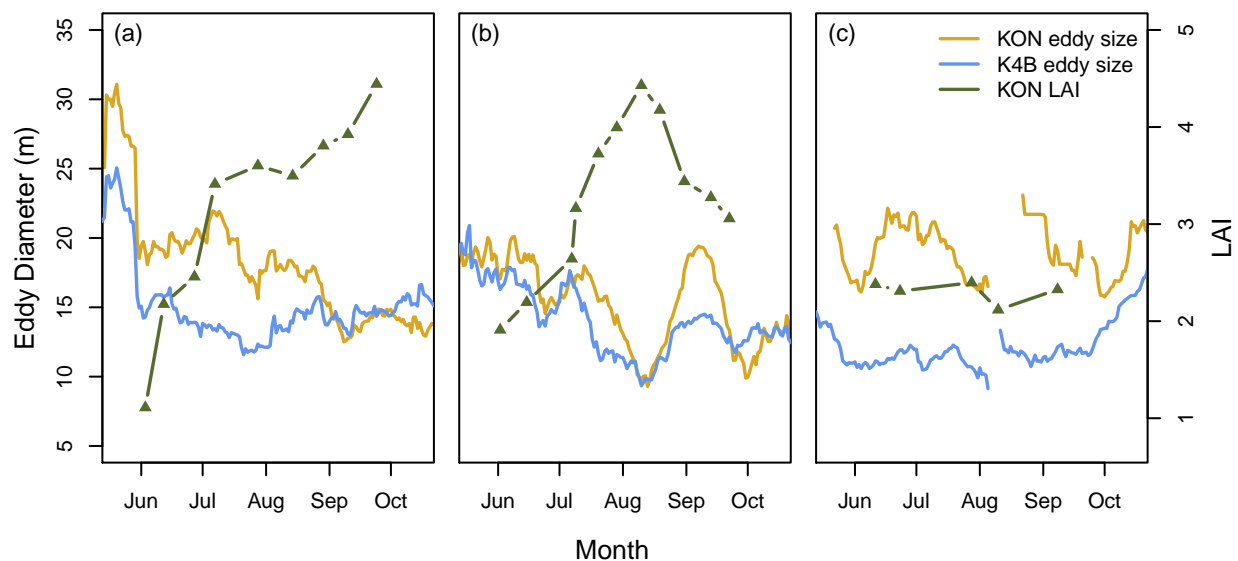 (a)
(b)
(c)
KON eddy size
K4B eddy size
KON LAI
Eddy Diameter (m)
35
30
25
20
15
10
5
5
4
3
2
1
LAI
Jun Jul Aug Sep Oct
Jun Jul Aug Sep Oct
Jun Jul Aug Sep Oct
Month